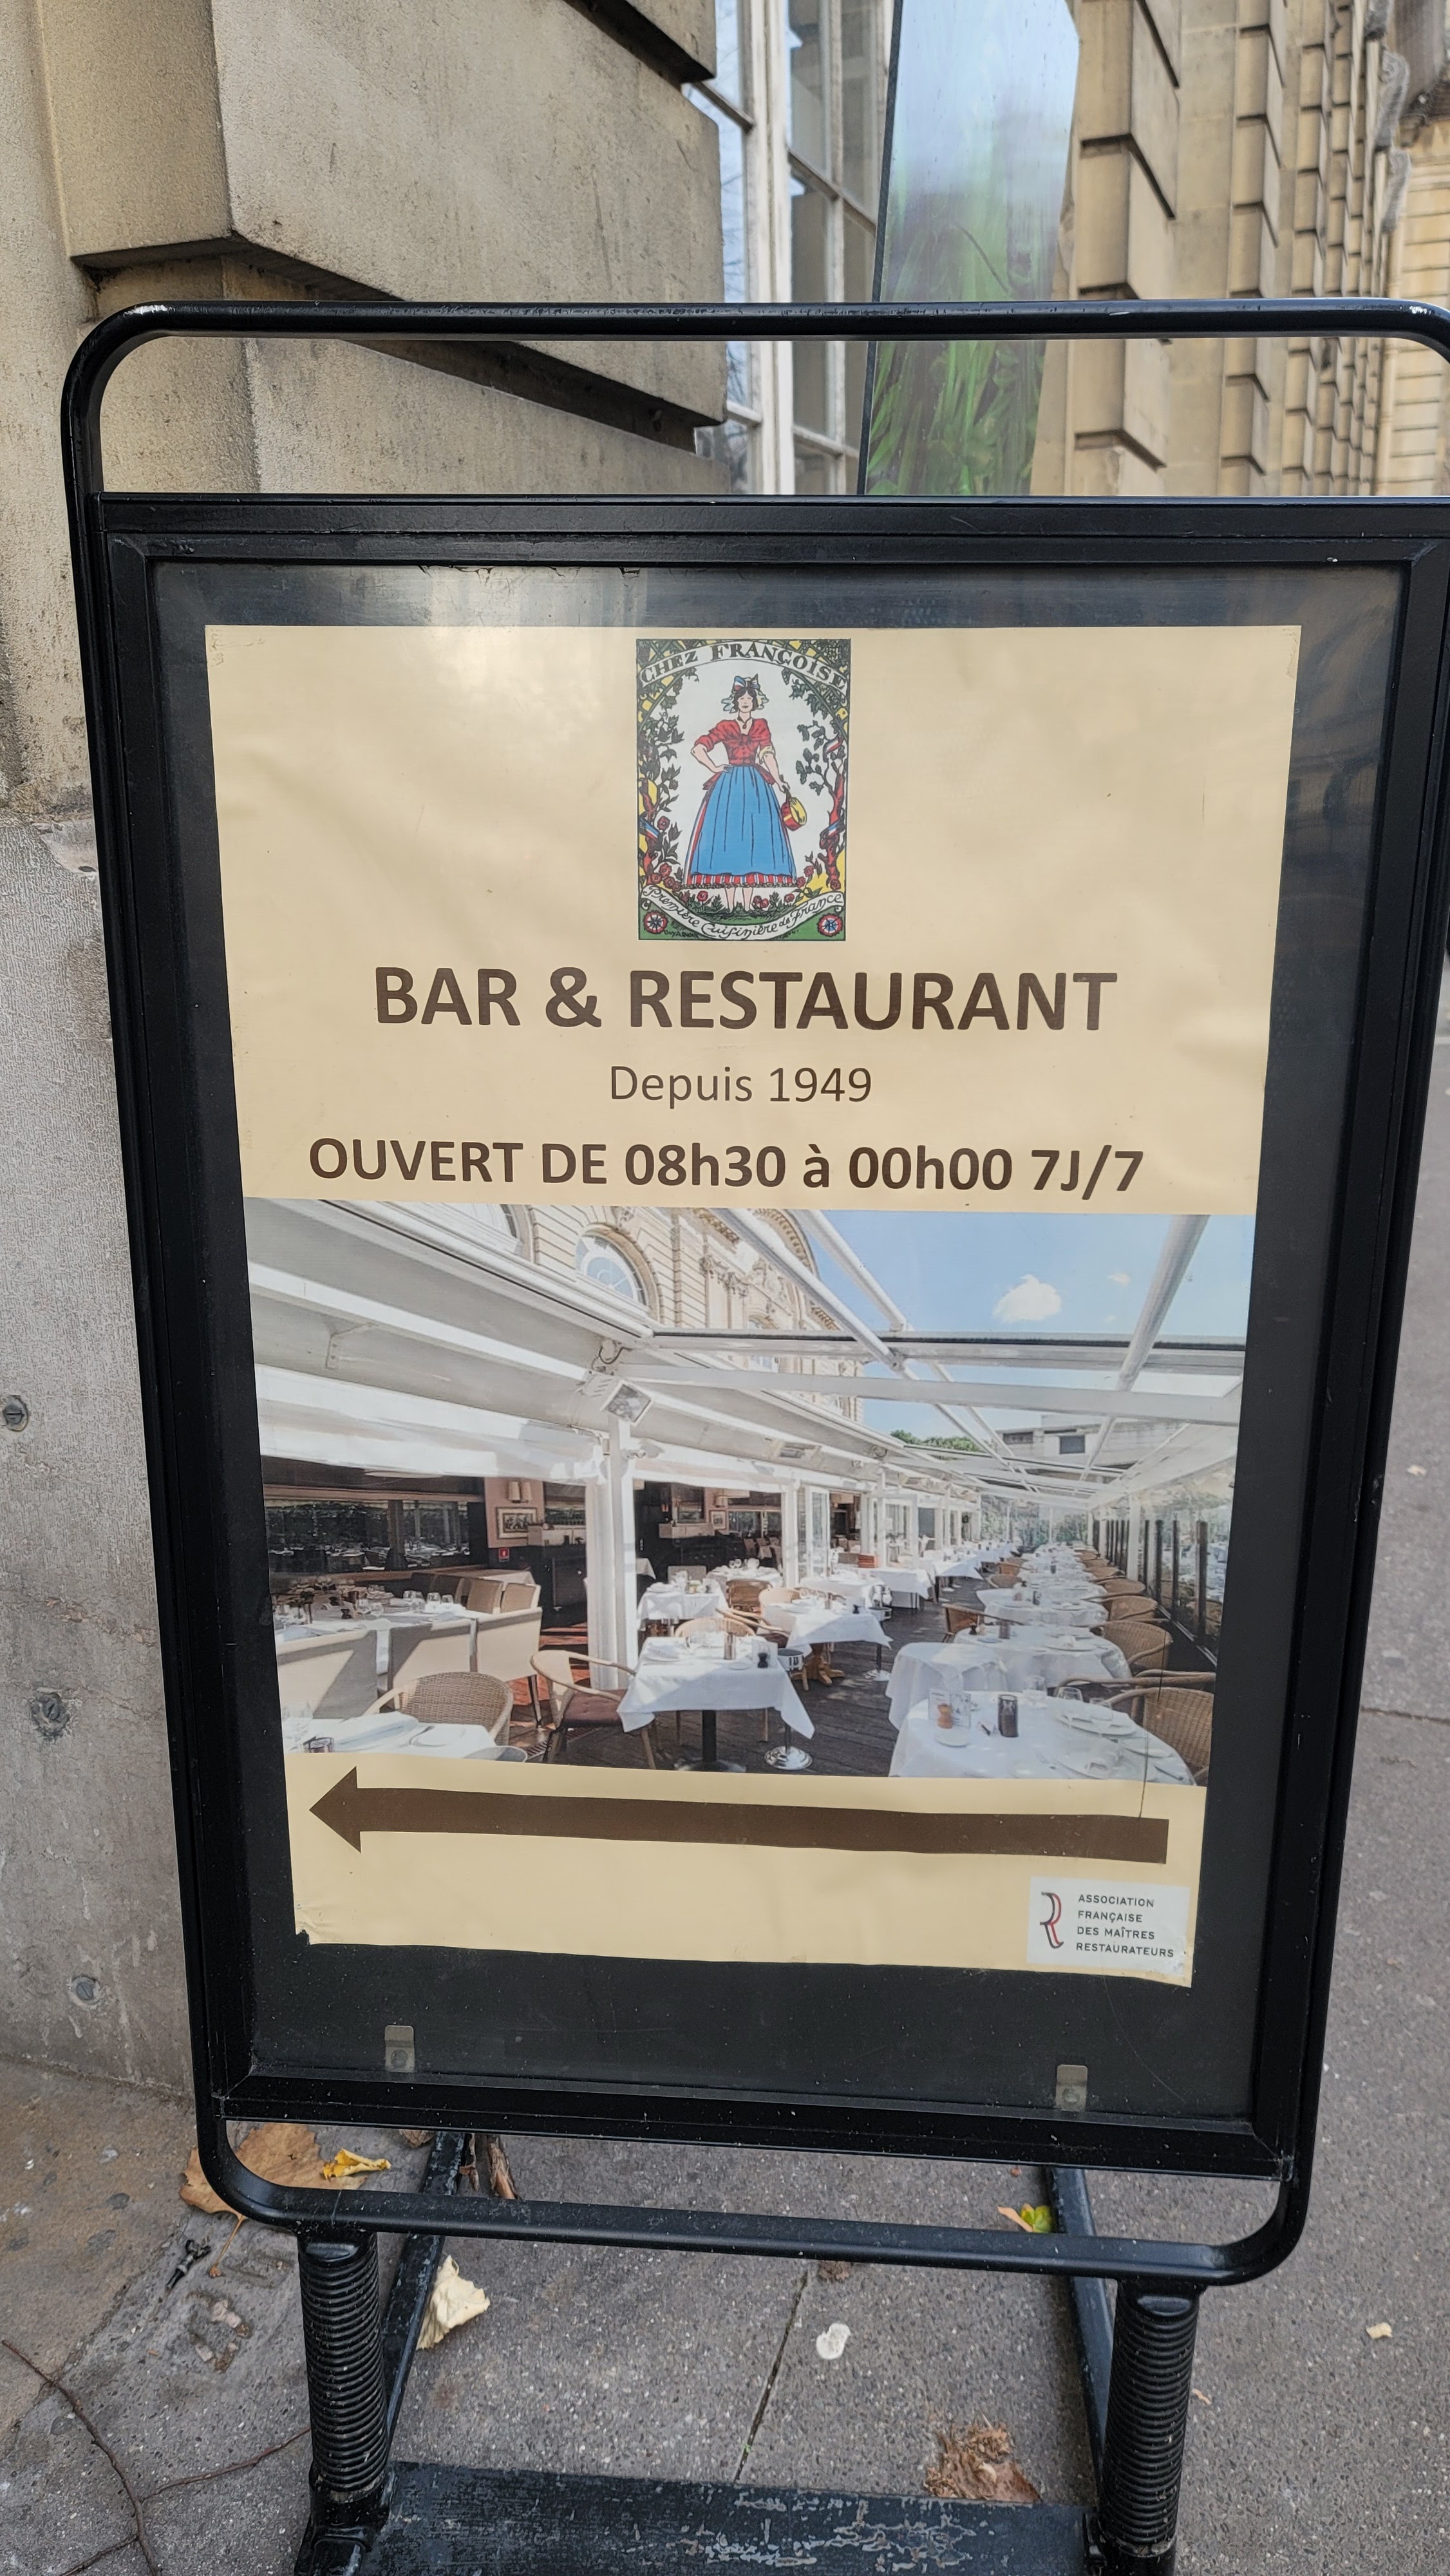 CHEZ FRANÇOISE
Première Cuisinière de France
BAR & RESTAURANT
Depuis 1949
OUVERT DE 08h30 à 00h00 7J/7
ASSOCIATION
FRANÇAISE
DES MAÎTRES
RESTAURATEURS